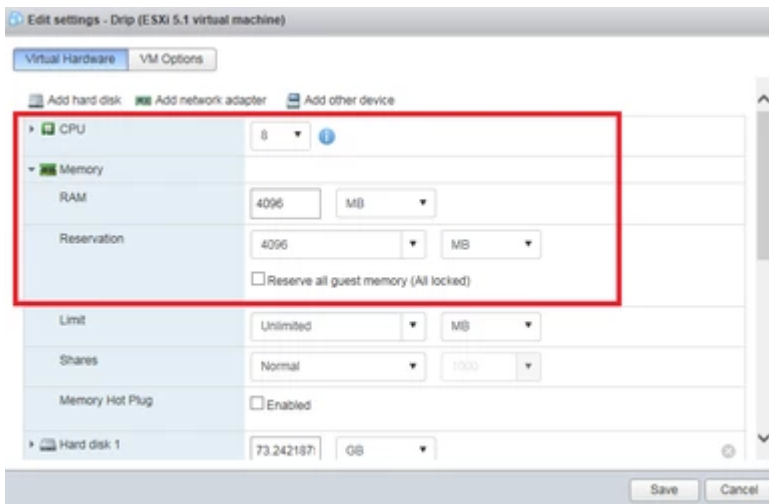 Edit settings - Drip (ESXi 5.1 virtual machine)
Virtual Hardware VM Options
Add hard disk Add network adapter Add other device
CPU 8
Memory
RAM 4096 MB
Reservation 4096 MB
Reserve all guest memory (All locked)
Limit Unlimited MB
Shares Normal 1000
Memory Hot Plug Enabled
Hard disk 1 73.242187 GB
Save Cancel